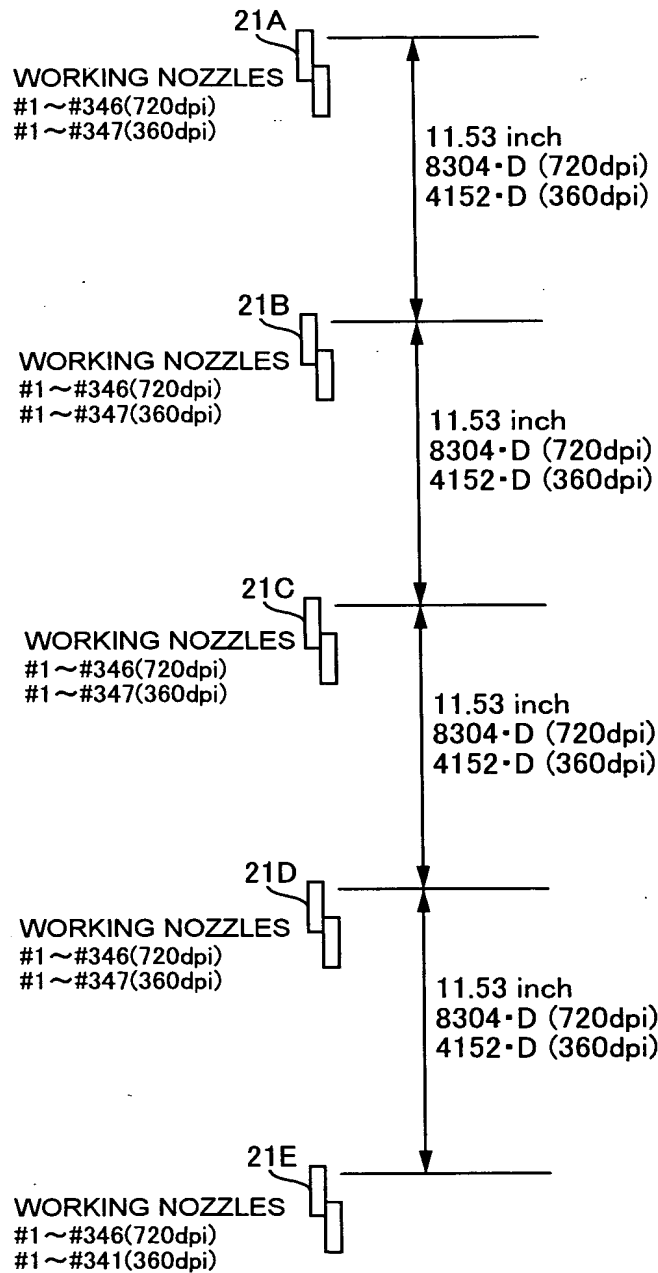 21A
WORKING NOZZLES
#1~#346(720dpi)
#1~#347(360dpi)
11.53 inch
8304·D (720dpi)
4152·D (360dpi)
21B
WORKING NOZZLES
#1~#346(720dpi)
#1~#347(360dpi)
11.53 inch
8304·D (720dpi)
4152·D (360dpi)
21C
WORKING NOZZLES
#1~#346(720dpi)
#1~#347(360dpi)
11.53 inch
8304·D (720dpi)
4152·D (360dpi)
21D
WORKING NOZZLES
#1~#346(720dpi)
#1~#347(360dpi)
11.53 inch
8304·D (720dpi)
4152·D (360dpi)
21E
WORKING NOZZLES
#1~#346(720dpi)
#1~#341(360dpi)